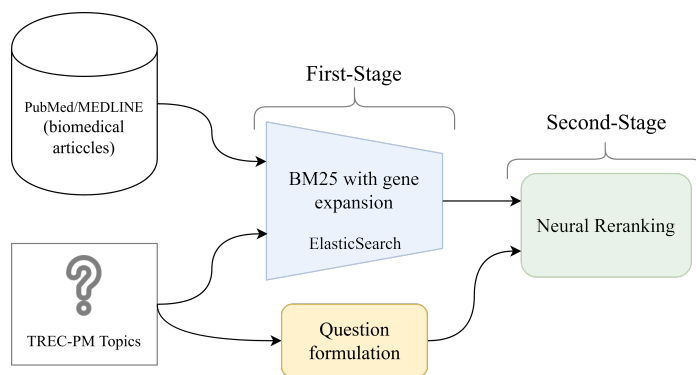 First-Stage
Second-Stage
PubMed/MEDLINE
(biomedical
articcles)
BM25 with gene
expansion
ElasticSearch
Neural Reranking
?
TREC-PM Topics
Question
formulation